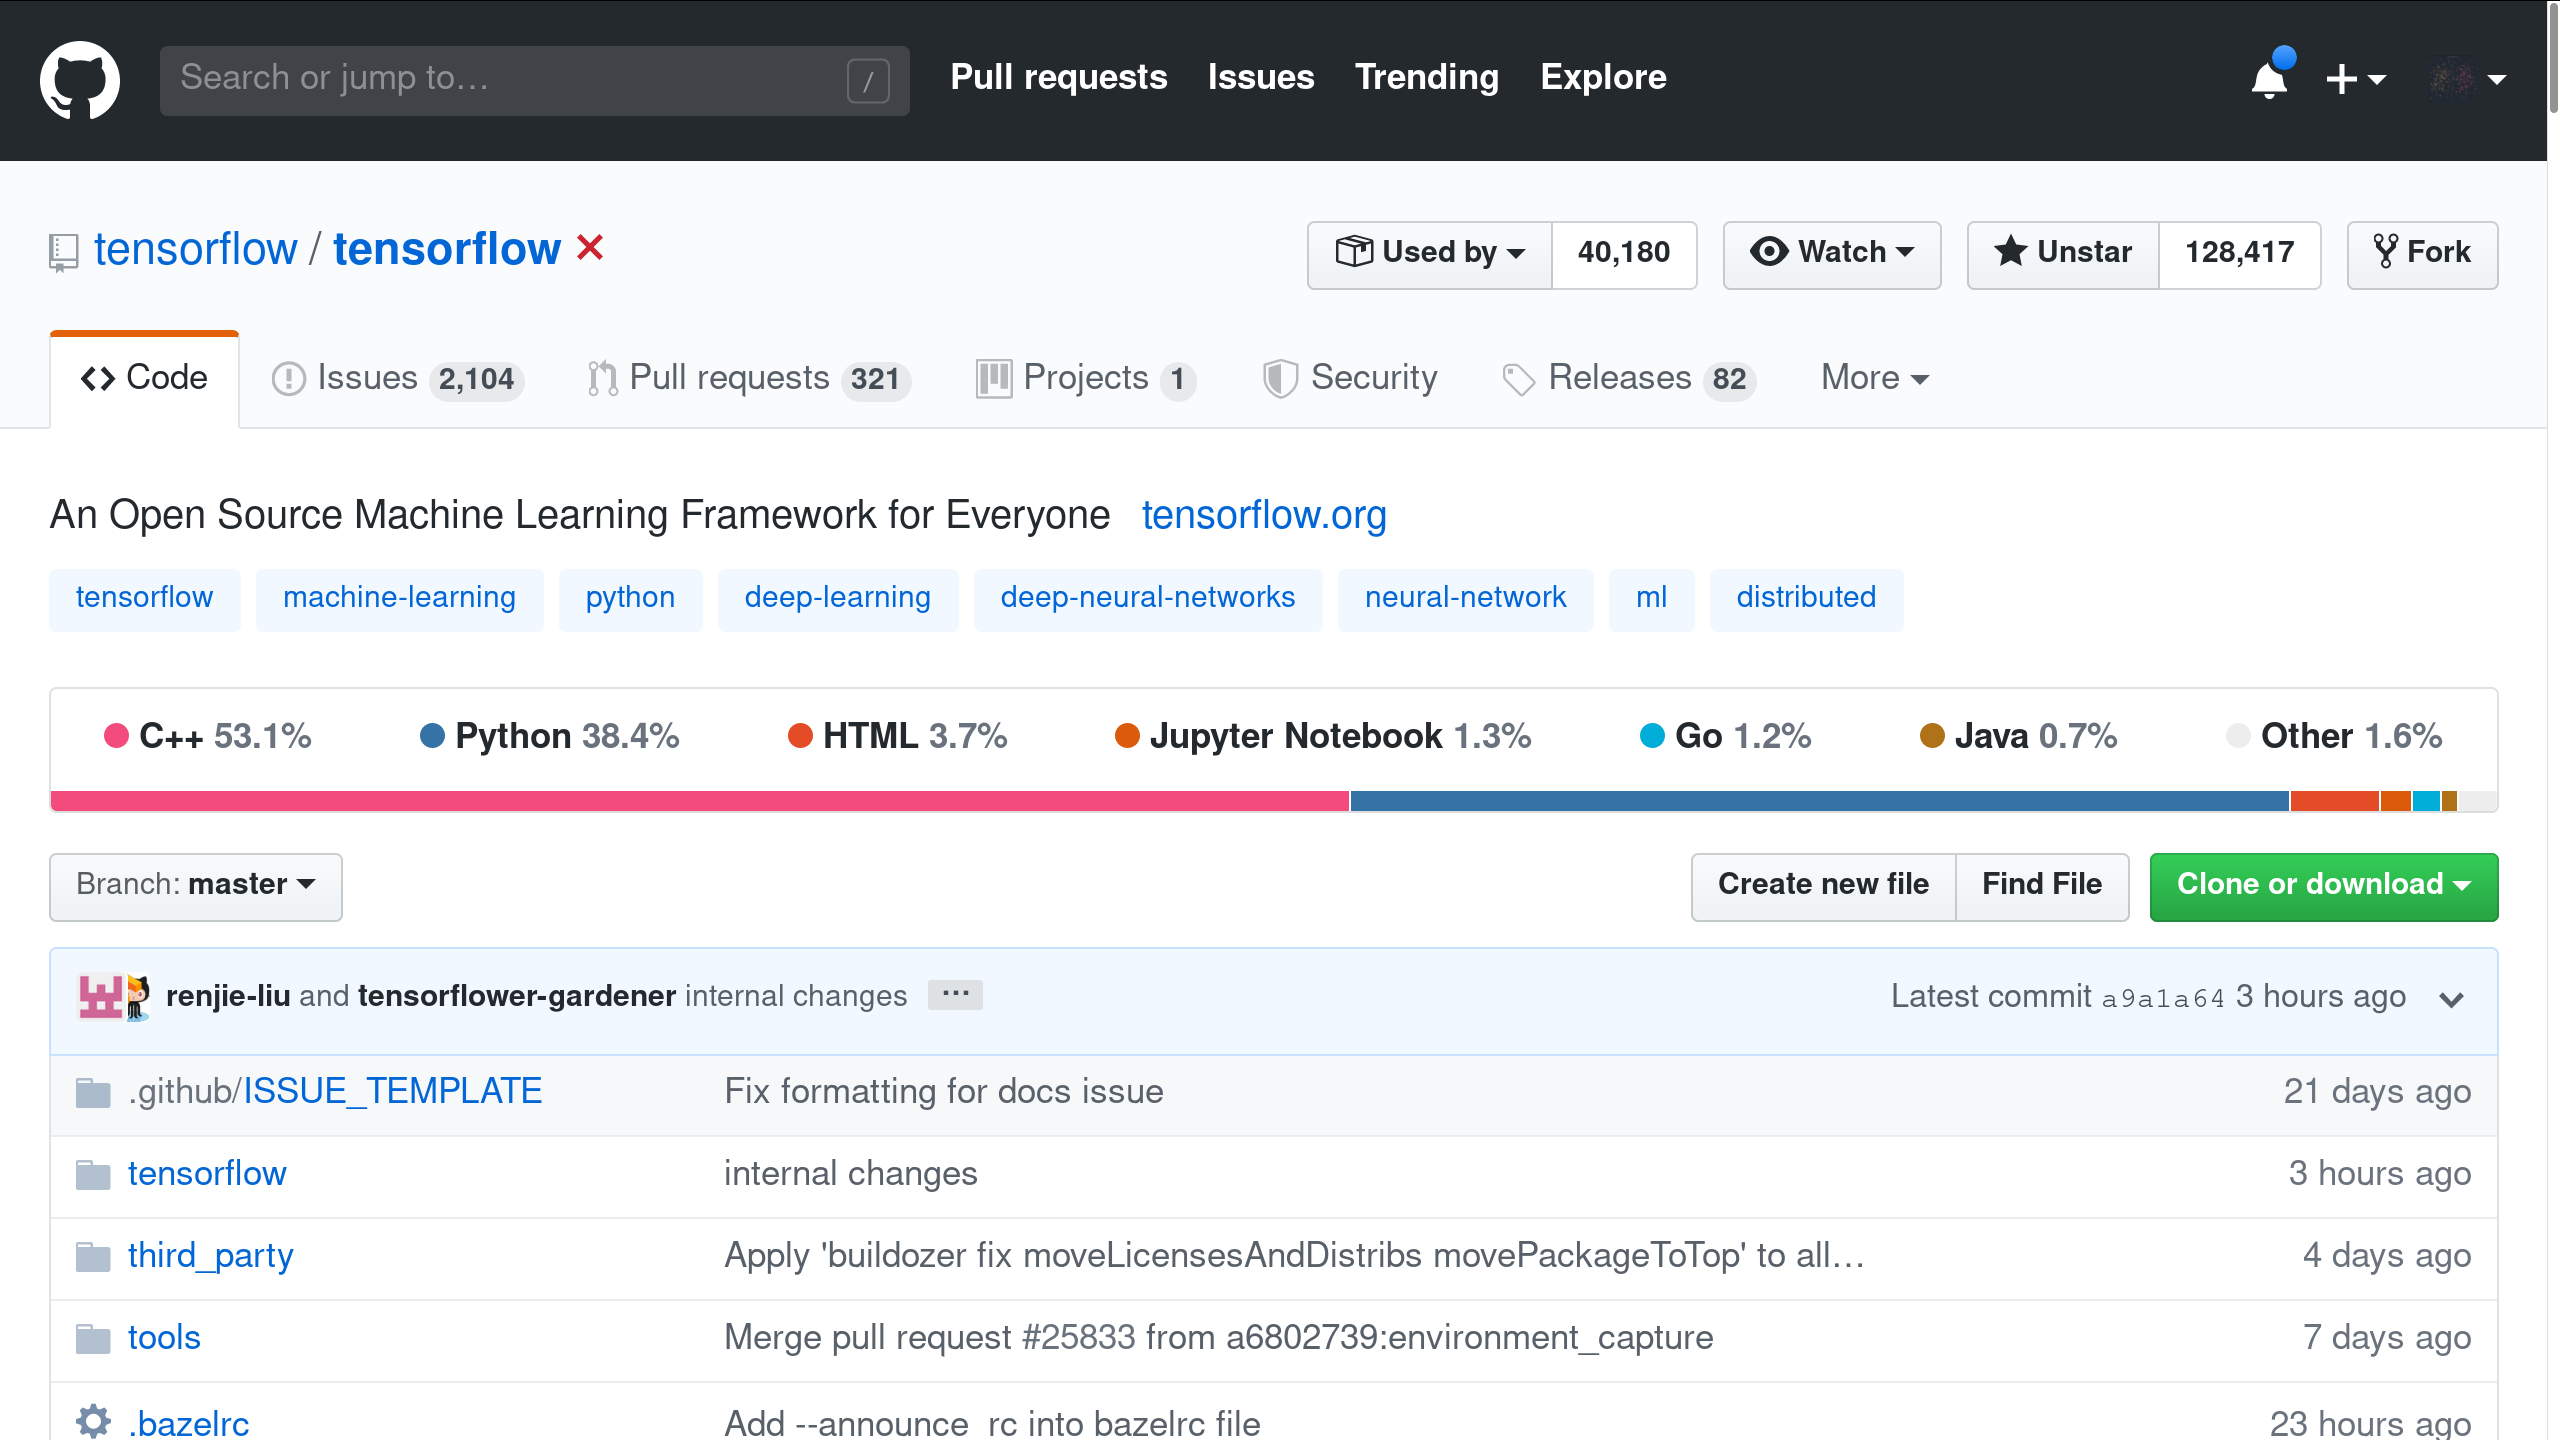 Search or jump to… / Pull requests Issues Trending Explore
tensorflow / tensorflow Used by 40,180 Watch Unstar 128,417 Fork
Code Issues 2,104 Pull requests 321 Projects 1 Security Releases 82 More
An Open Source Machine Learning Framework for Everyone tensorflow.org
tensorflow machine-learning python deep-learning deep-neural-networks neural-network ml distributed
C++ 53.1% Python 38.4% HTML 3.7% Jupyter Notebook 1.3% Go 1.2% Java 0.7% Other 1.6%
Branch: master Create new file Find File Clone or download
renjie-liu and tensorflower-gardener internal changes … Latest commit a9a1a64 3 hours ago
.github/ISSUE_TEMPLATE Fix formatting for docs issue 21 days ago
tensorflow internal changes 3 hours ago
third_party Apply 'buildozer fix moveLicensesAndDistribs movePackageToTop' to all… 4 days ago
tools Merge pull request #25833 from a6802739:environment_capture 7 days ago
.bazelrc Add --announce_rc into bazelrc file 23 hours ago